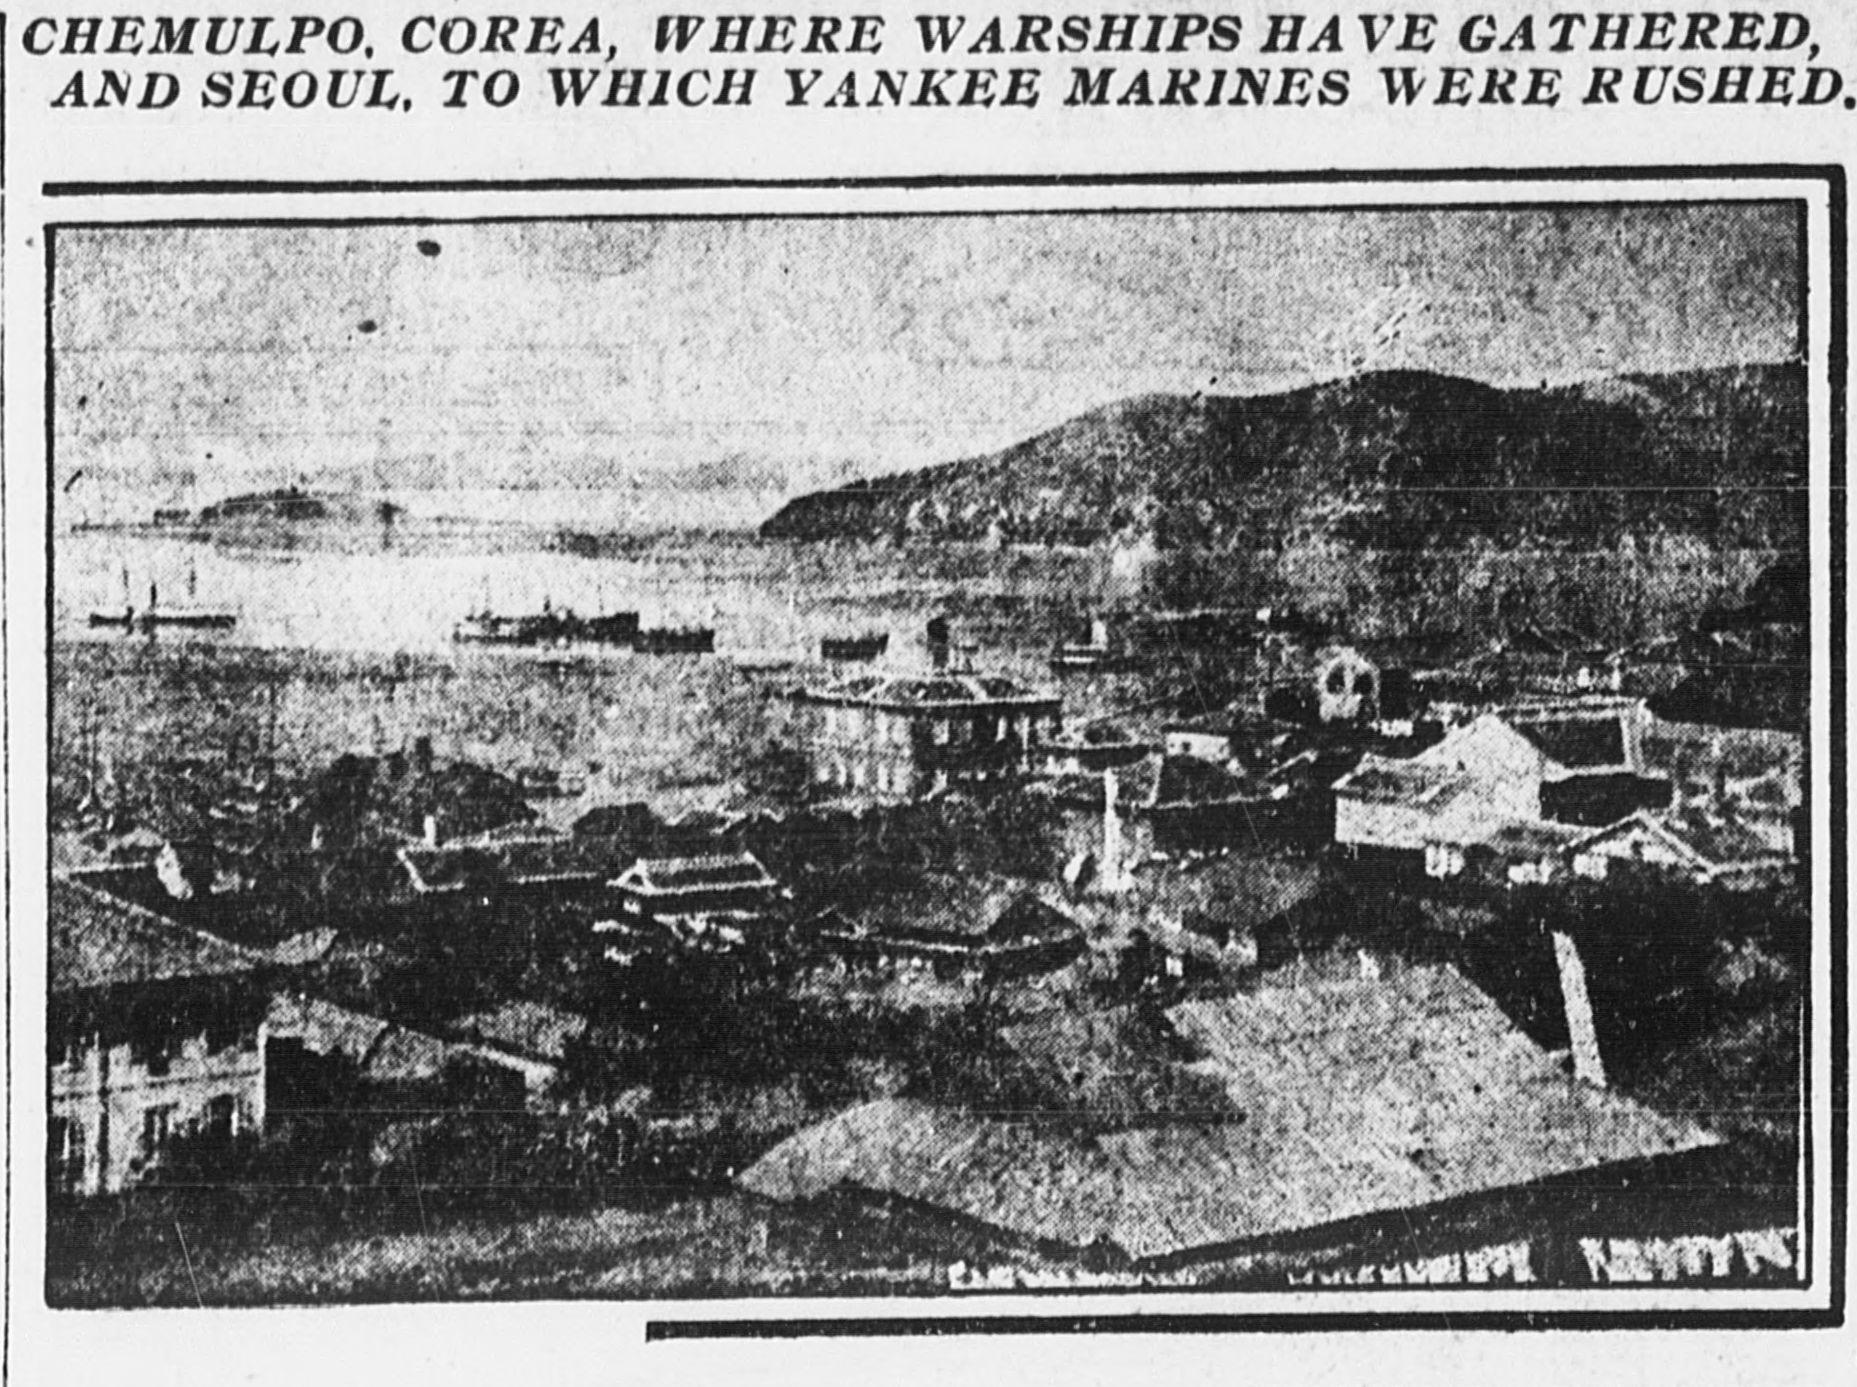 CHEMULPO, COREA, WHERE WARSHIPS HAVE GATHERED,
AND SEOUL, TO WHICH YANKEE MARINES WERE RUSHED.